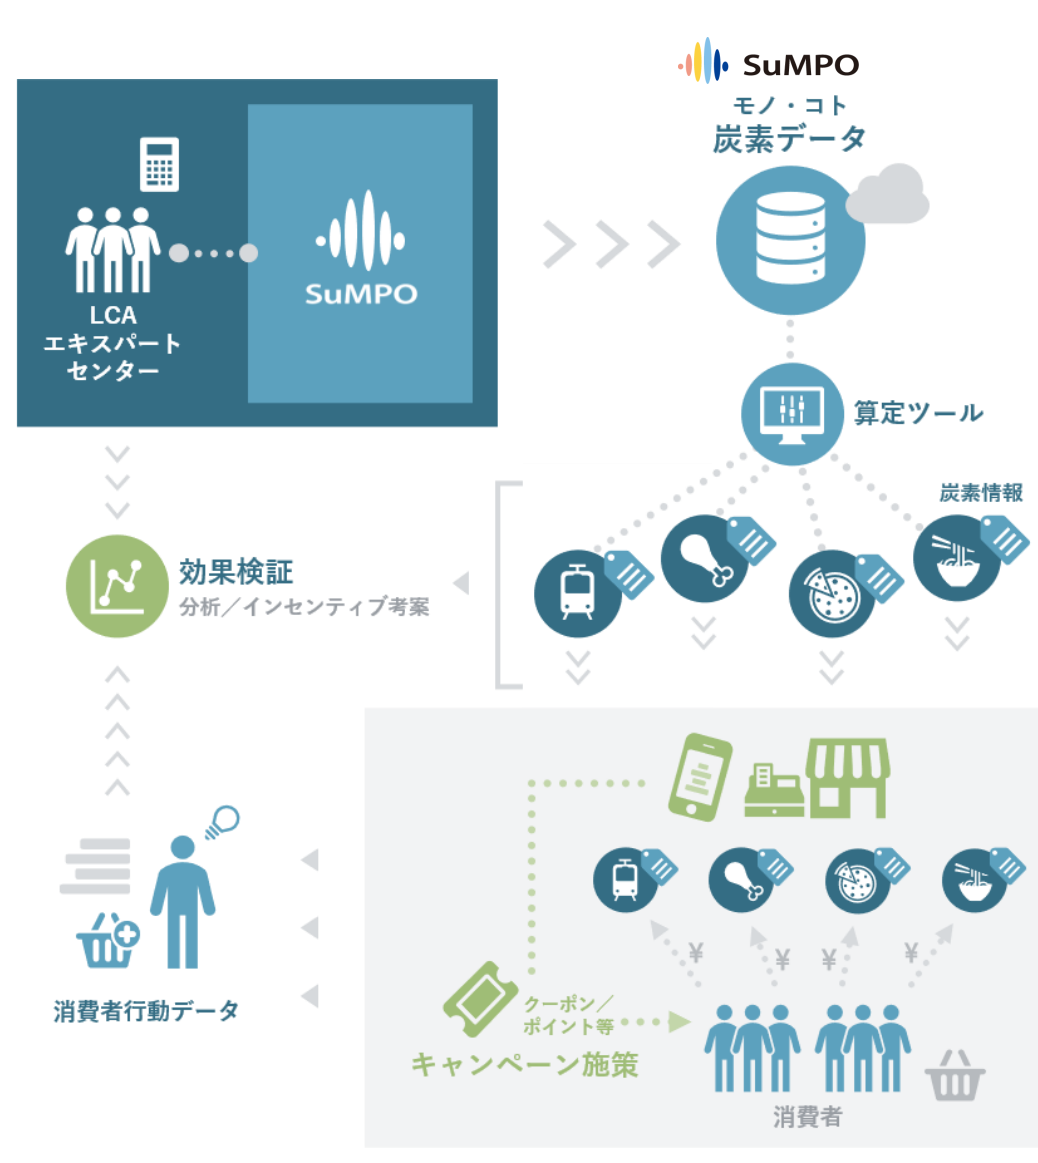 SuMPO
モノ・コト
炭素データ
SuMPO
LCA
エキスパート
センター
算定ツール
炭素情報
効果検証
分析／インセンティブ考案
¥ ¥ ¥ ¥
クーポン／
ポイント等
キャンペーン施策
消費者
消費者行動データ